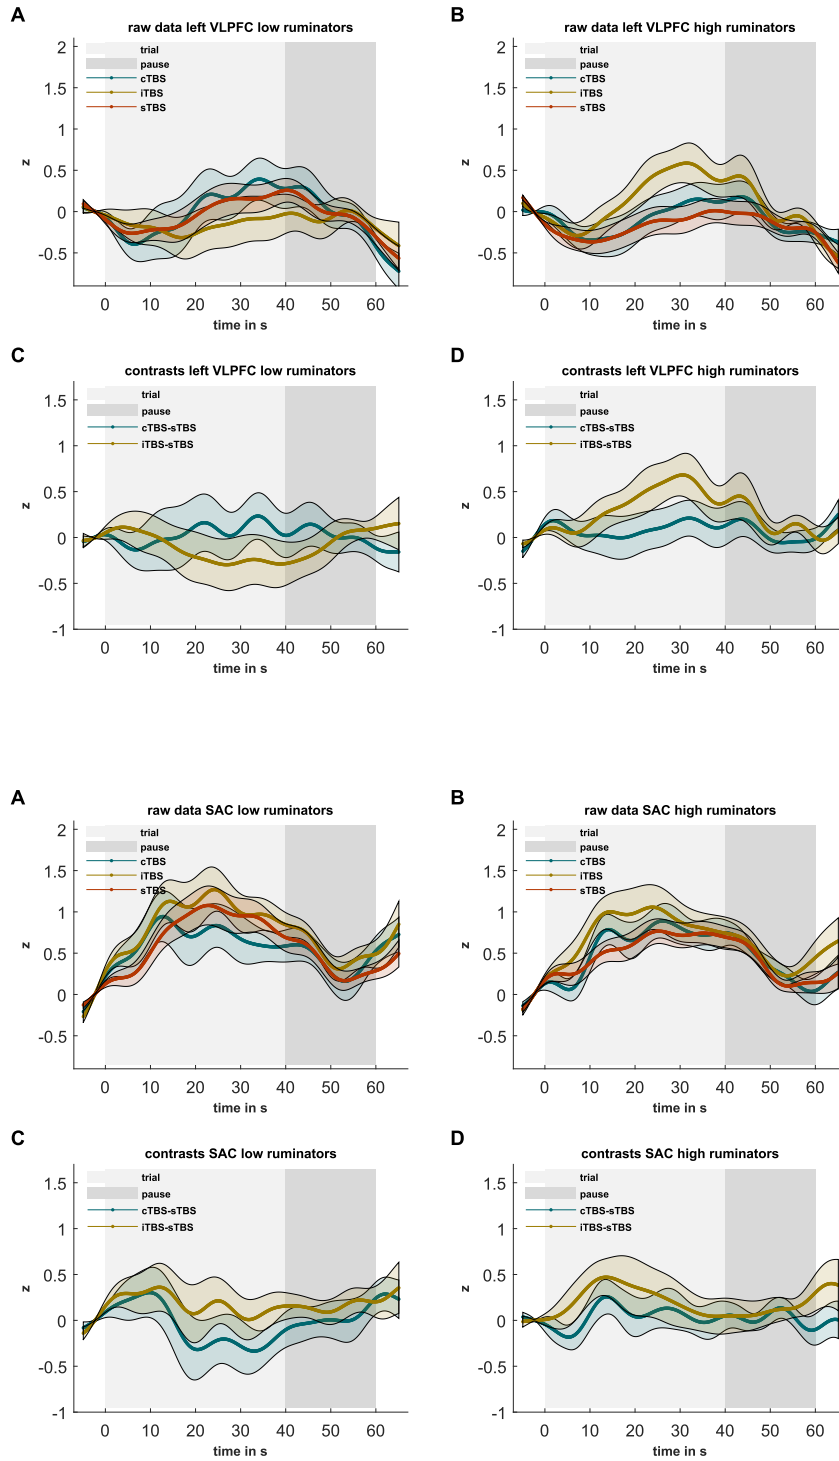 A
raw data left VLPFC low ruminators
2
1.5
1
0.5
0
-0.5
z
trial
pause
cTBS
iTBS
sTBS
0 10 20 30 40 50 60
time in s
B
raw data left VLPFC high ruminators
2
1.5
1
0.5
0
-0.5
z
trial
pause
cTBS
iTBS
sTBS
0 10 20 30 40 50 60
time in s
C
contrasts left VLPFC low ruminators
1.5
1
0.5
0
-0.5
-1
z
trial
pause
cTBS-sTBS
iTBS-sTBS
0 10 20 30 40 50 60
time in s
D
contrasts left VLPFC high ruminators
1.5
1
0.5
0
-0.5
-1
z
trial
pause
cTBS-sTBS
iTBS-sTBS
0 10 20 30 40 50 60
time in s
A
raw data SAC low ruminators
2
1.5
1
0.5
0
-0.5
z
trial
pause
cTBS
iTBS
sTBS
0 10 20 30 40 50 60
time in s
B
raw data SAC high ruminators
2
1.5
1
0.5
0
-0.5
z
trial
pause
cTBS
iTBS
sTBS
0 10 20 30 40 50 60
time in s
C
contrasts SAC low ruminators
1.5
1
0.5
0
-0.5
-1
z
trial
pause
cTBS-sTBS
iTBS-sTBS
0 10 20 30 40 50 60
time in s
D
contrasts SAC high ruminators
1.5
1
0.5
0
-0.5
-1
z
trial
pause
cTBS-sTBS
iTBS-sTBS
0 10 20 30 40 50 60
time in s